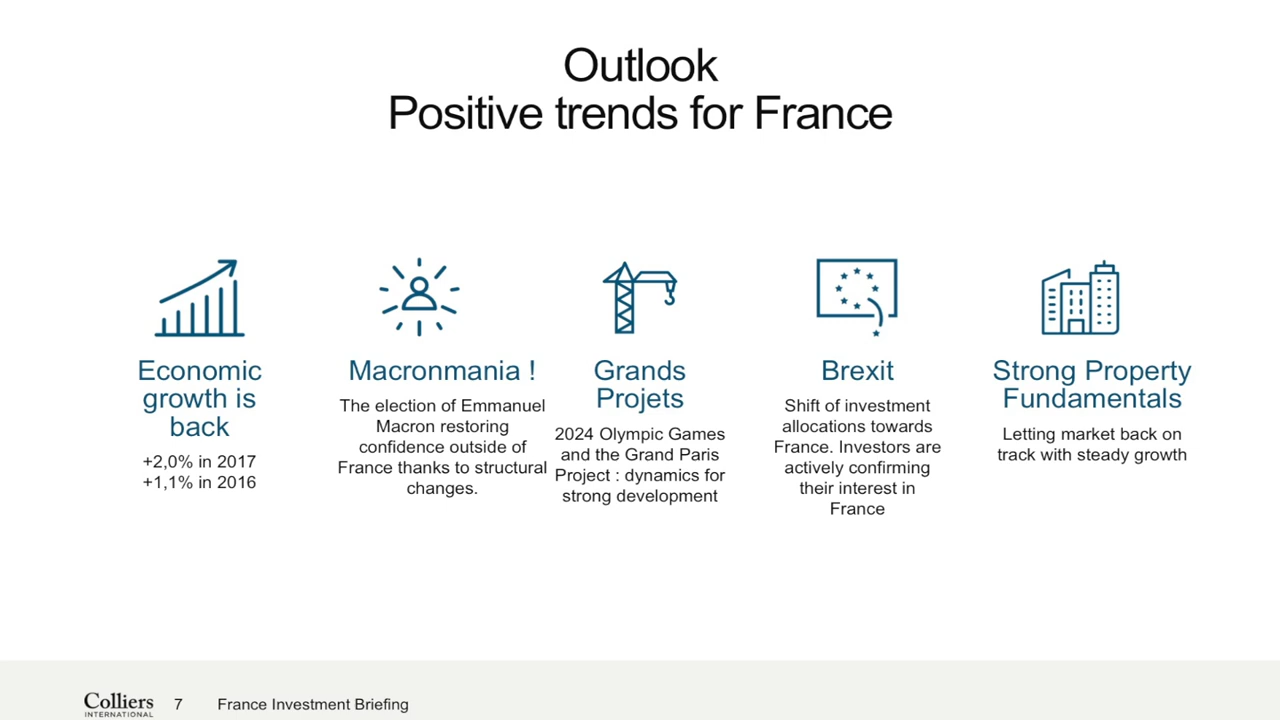 Outlook
Positive trends for France
Economic
growth is
back
+2,0% in 2017
+1,1% in 2016
Macronmania !
The election of Emmanuel
Macron restoring
confidence outside of
France thanks to structural
changes.
Grands
Projets
2024 Olympic Games
and the Grand Paris
Project : dynamics for
strong development
Brexit
Shift of investment
allocations towards
France. Investors are
actively confirming
their interest in
France
Strong Property
Fundamentals
Letting market back on
track with steady growth
Colliers
INTERNATIONAL
7
France Investment Briefing